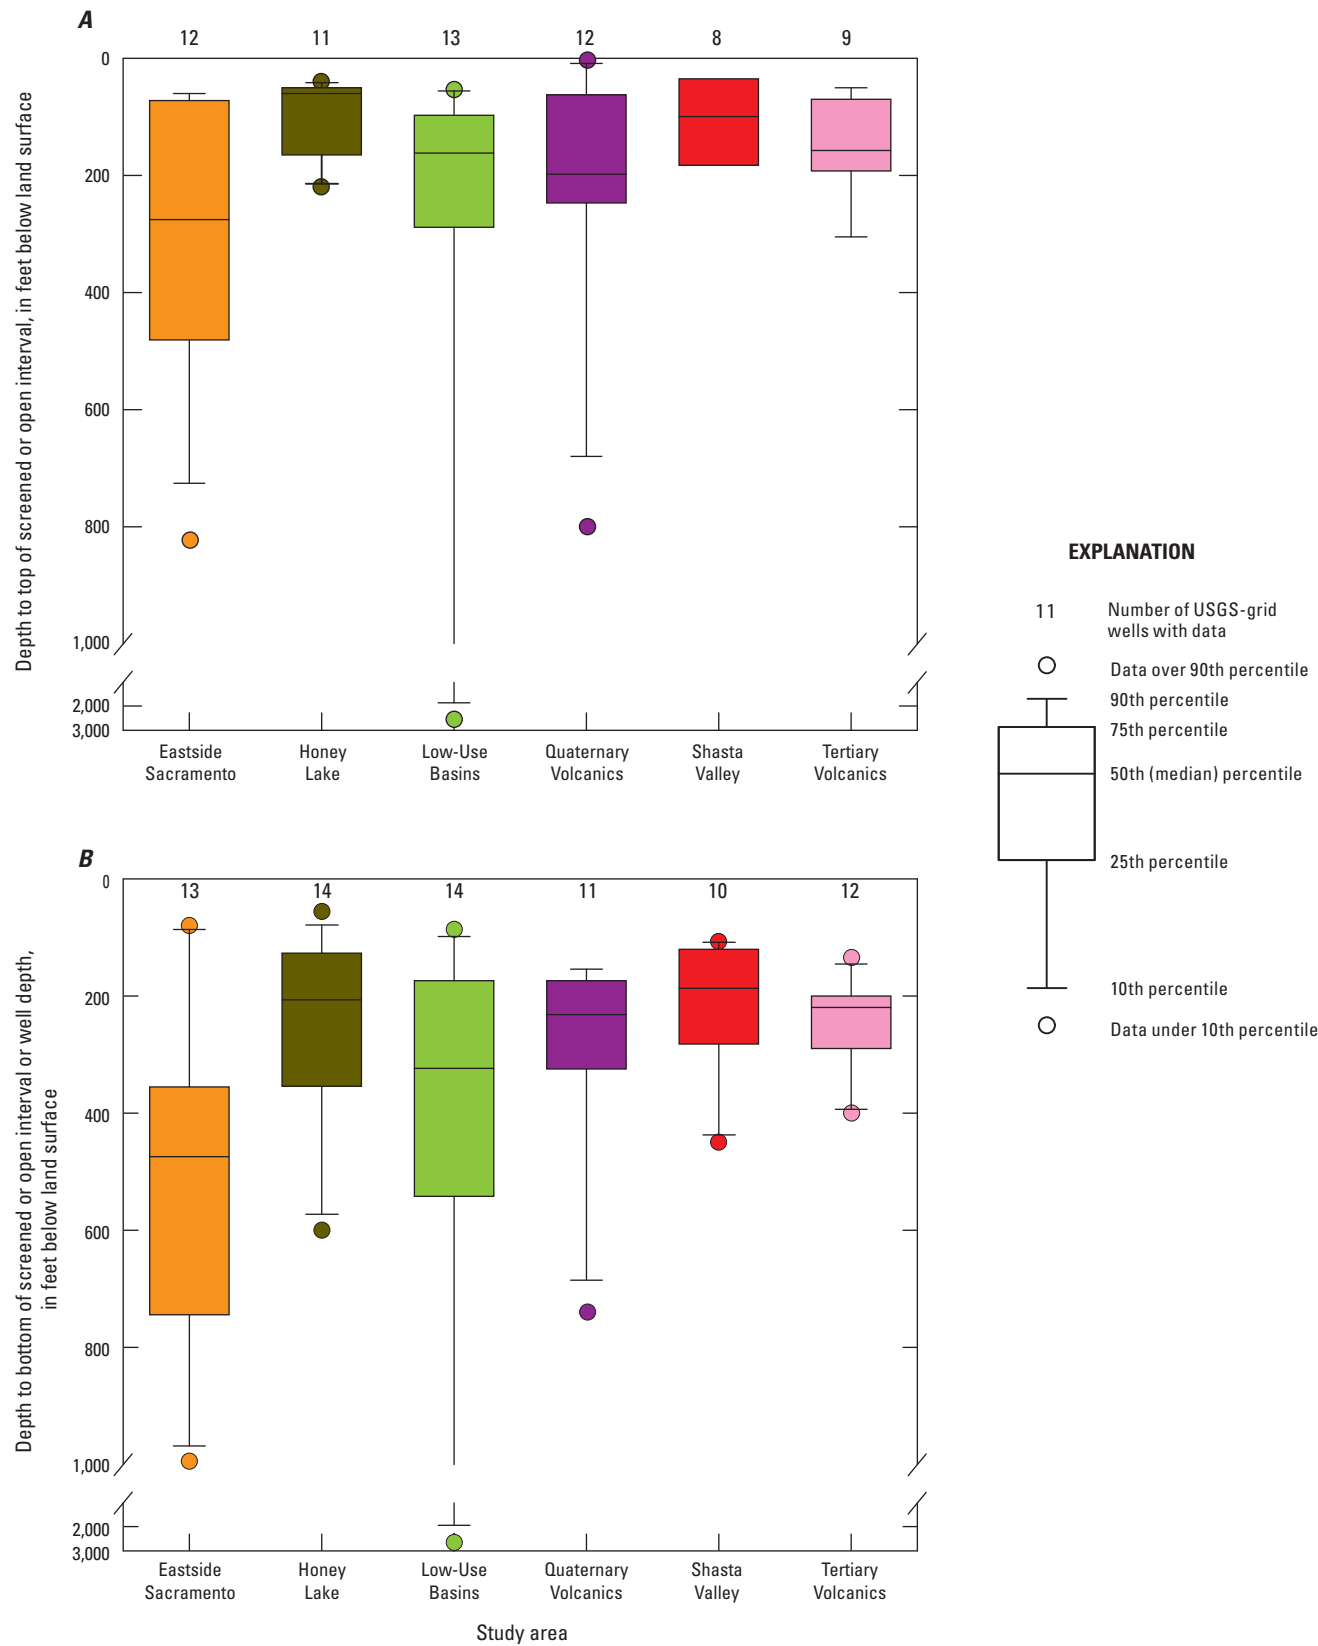 A
12 11 13 12 8 9
0
200
400
600
800
1,000
2,000
3,000
Depth to top of screened or open interval, in feet below land surface
Eastside Honey Low-Use Quaternary Shasta Tertiary
Sacramento Lake Basins Volcanics Valley Volcanics
EXPLANATION
11 Number of USGS-grid
wells with data
Data over 90th percentile
90th percentile
75th percentile
50th (median) percentile
25th percentile
10th percentile
Data under 10th percentile
B
13 14 14 11 10 12
0
200
400
600
800
1,000
2,000
3,000
Depth to bottom of screened or open interval or well depth,
in feet below land surface
Eastside Honey Low-Use Quaternary Shasta Tertiary
Sacramento Lake Basins Volcanics Valley Volcanics
Study area